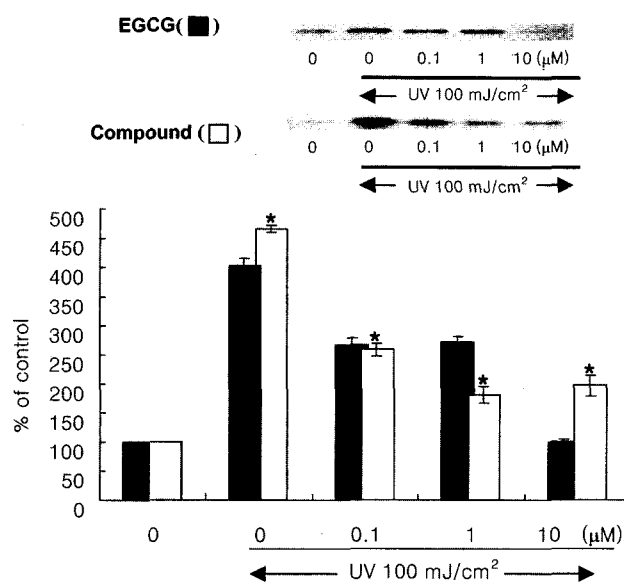 EGCG(■)
0 0 0.1 1 10 (μM)
UV 100 mJ/cm²
Compound (□)
0 0 0.1 1 10 (μM)
UV 100 mJ/cm²
% of control
500
450
400
350
300
250
200
150
100
50
0
* * * *
0 0 0.1 1 10 (μM)
UV 100 mJ/cm²